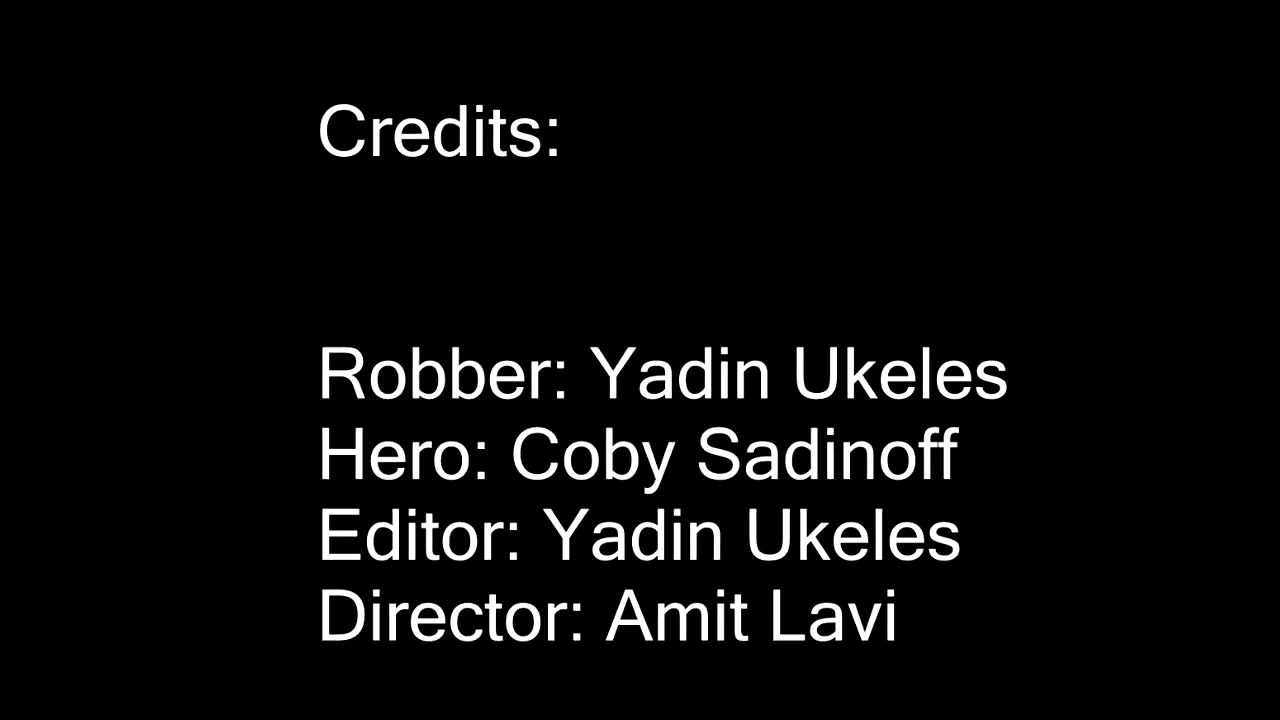 Credits:
Robber: Yadin Ukeles
Hero: Coby Sadinoff
Editor: Yadin Ukeles
Director: Amit Lavi